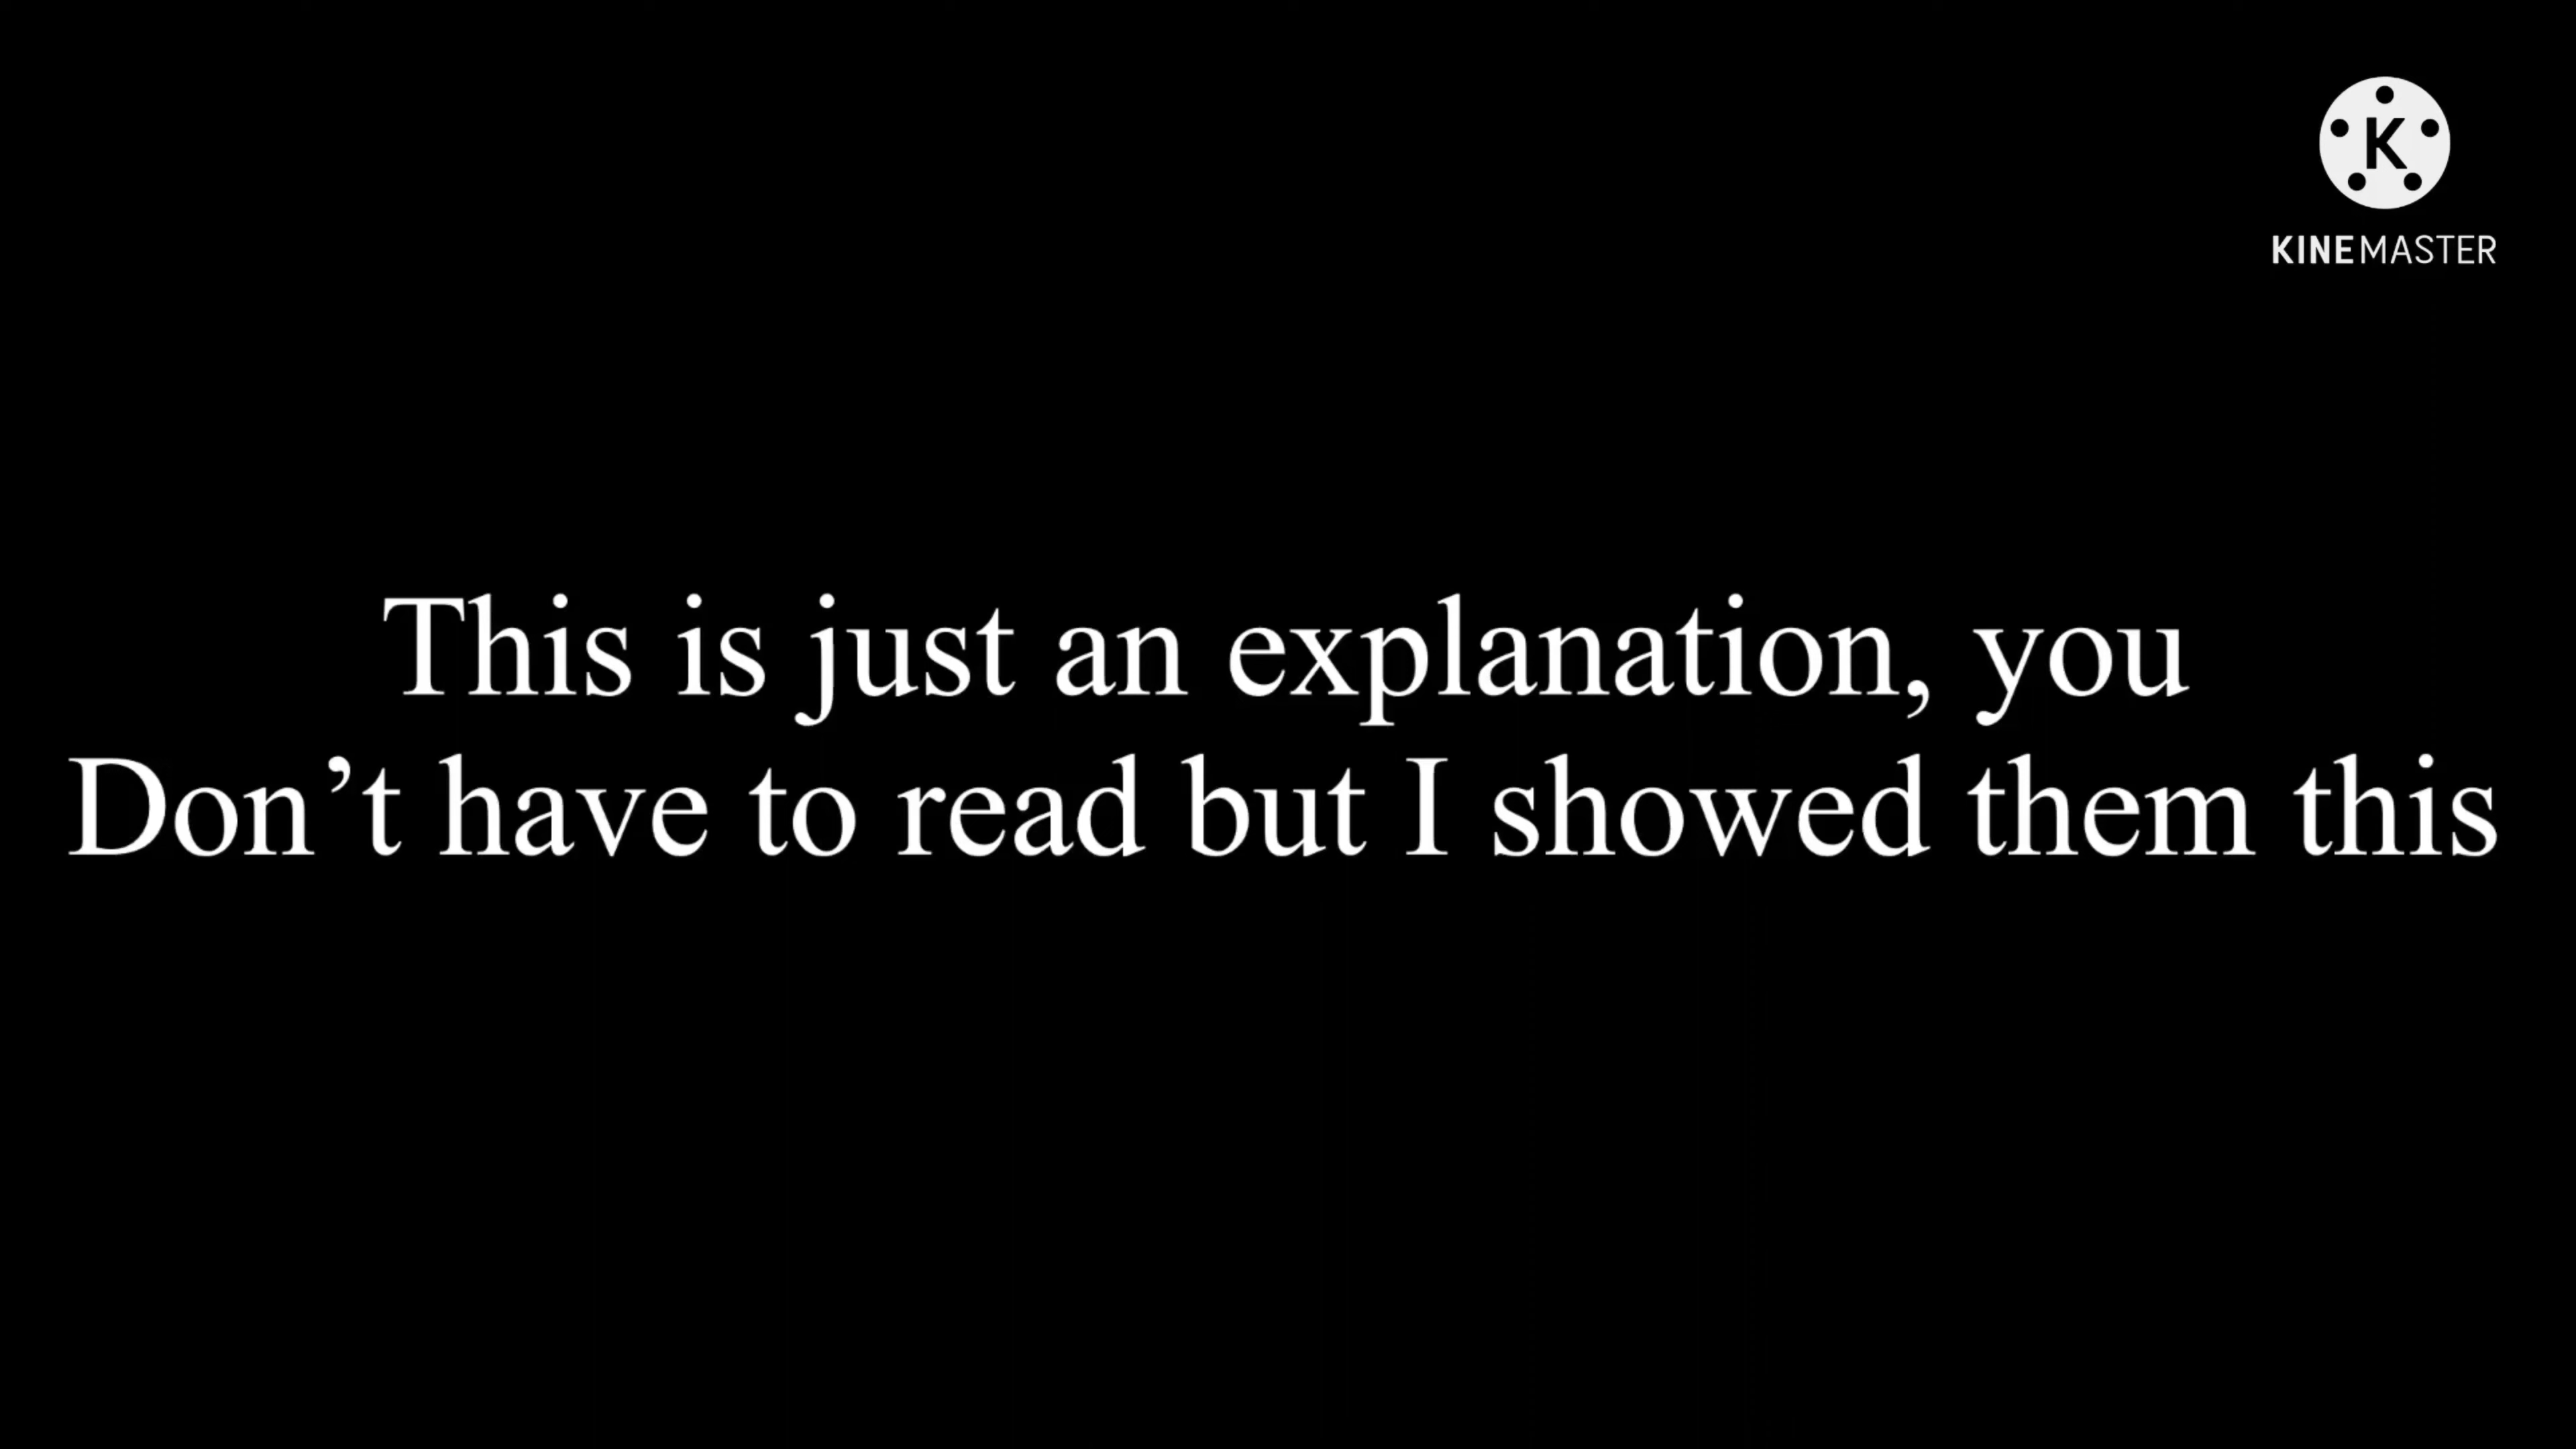 K
KINEMASTER
This is just an explanation, you
Don’t have to read but I showed them this